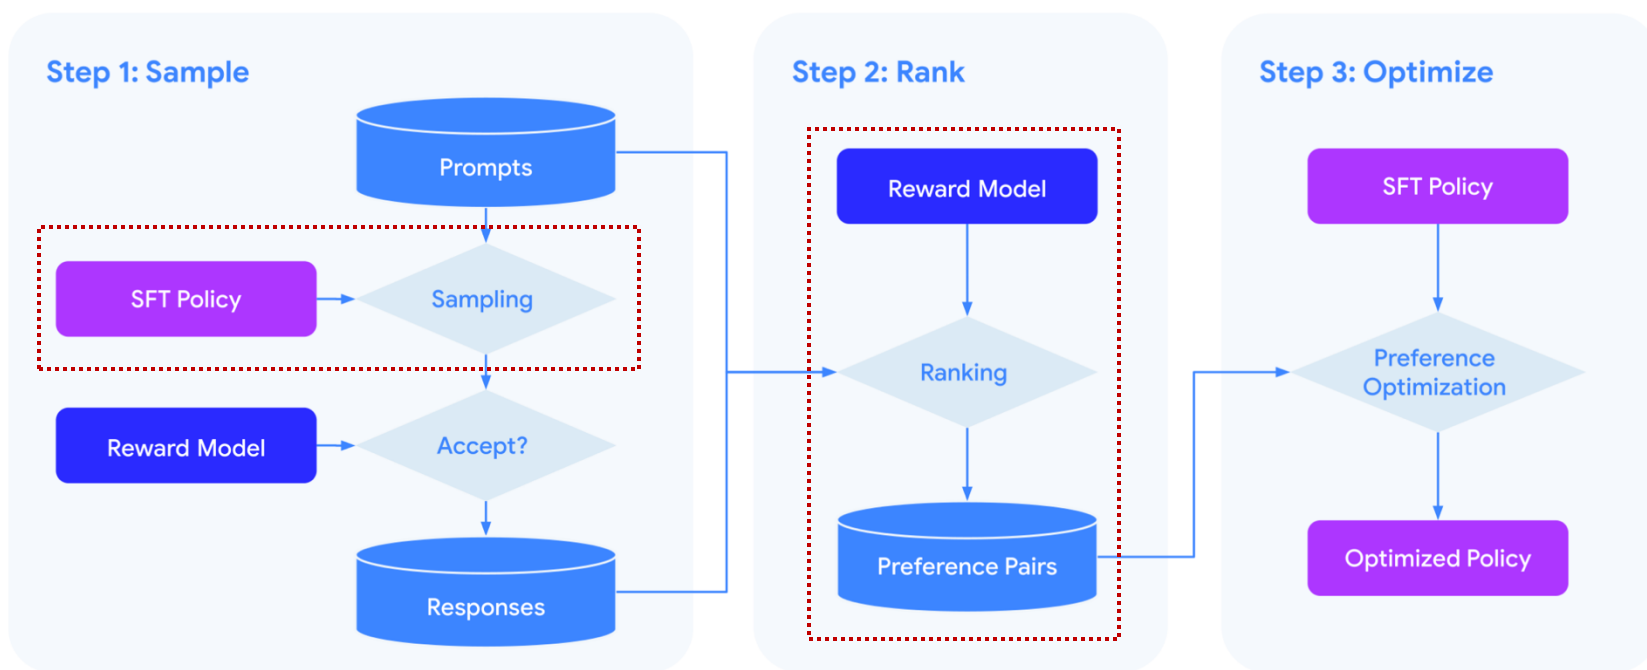 Step 1: Sample
Prompts
SFT Policy
Sampling
Reward Model
Accept?
Responses
Step 2: Rank
Reward Model
Ranking
Preference Pairs
Step 3: Optimize
SFT Policy
Preference
Optimization
Optimized Policy